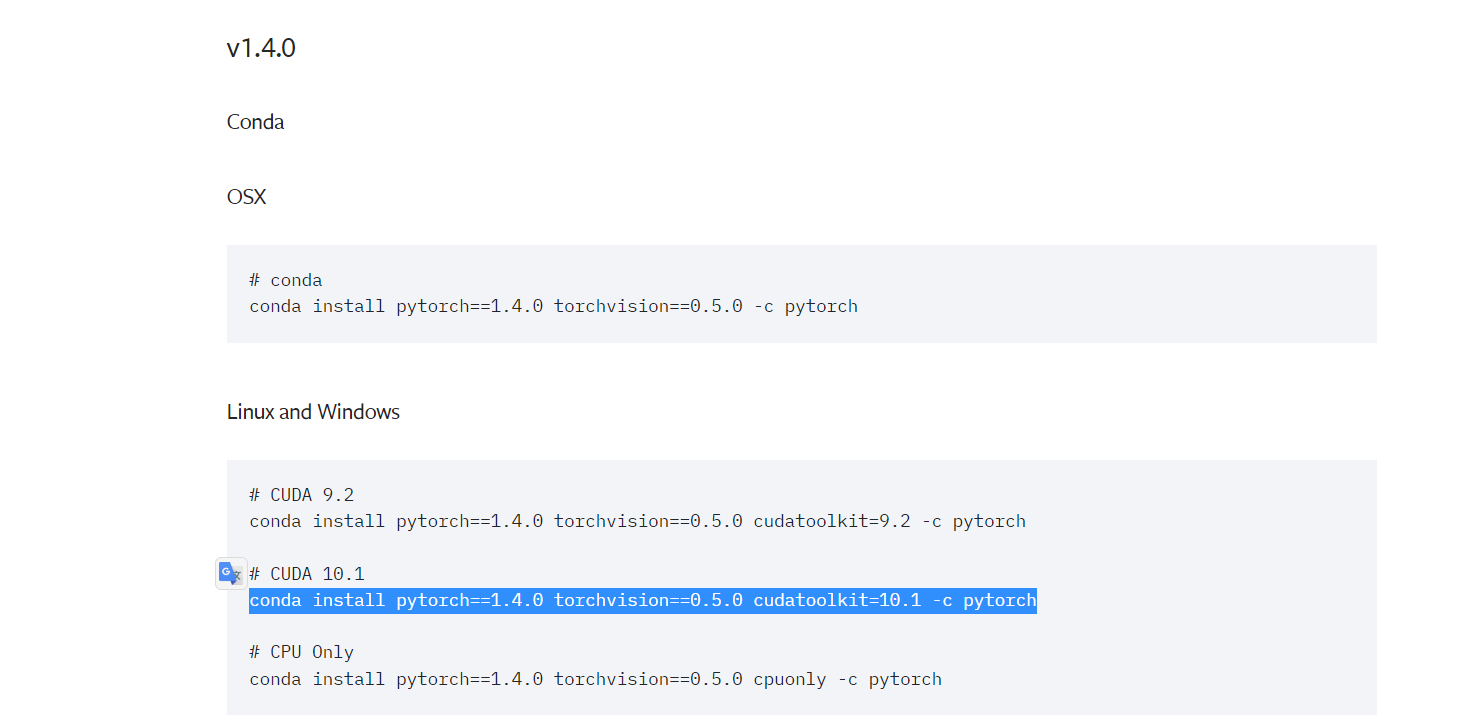 v1.4.0
Conda
OSX
# conda
conda install pytorch==1.4.0 torchvision==0.5.0 -c pytorch
Linux and Windows
# CUDA 9.2
conda install pytorch==1.4.0 torchvision==0.5.0 cudatoolkit=9.2 -c pytorch
# CUDA 10.1
conda install pytorch==1.4.0 torchvision==0.5.0 cudatoolkit=10.1 -c pytorch
# CPU Only
conda install pytorch==1.4.0 torchvision==0.5.0 cpuonly -c pytorch